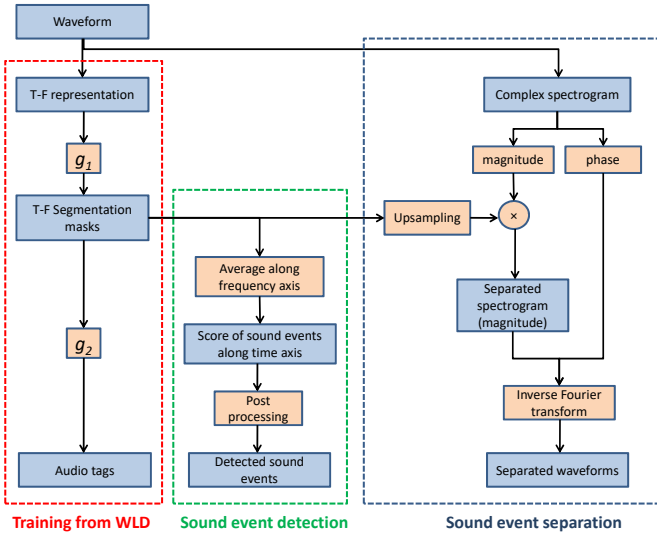 Waveform
T-F representation
Complex spectrogram
g1
magnitude
phase
T-F Segmentation
masks
Upsampling
×
Average along
frequency axis
Separated
spectrogram
(magnitude)
Score of sound events
along time axis
g2
Post
processing
Inverse Fourier
transform
Audio tags
Detected sound
events
Separated waveforms
Training from WLD
Sound event detection
Sound event separation